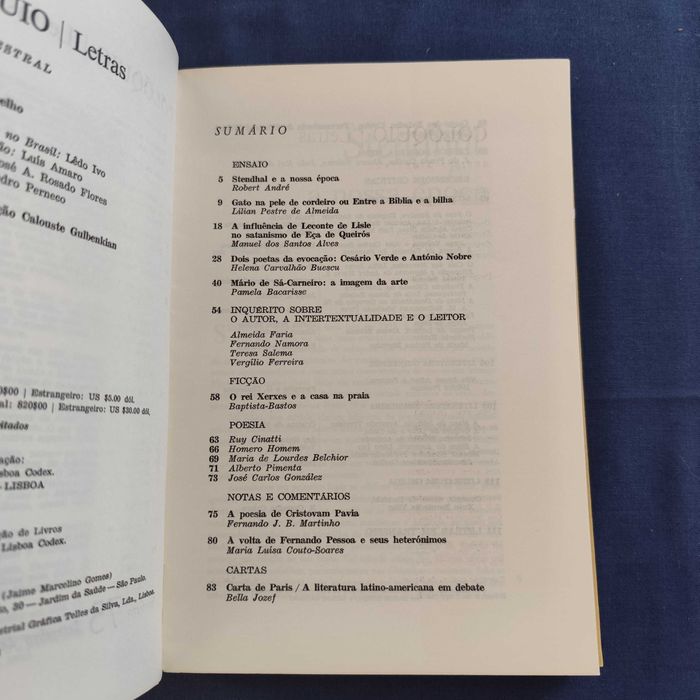 UIO | Letras
ESTRAL
elho
no Brasil: Lêdo Ivo
ão: Luís Amaro
osé A. Rosado Flores
dro Perneco
ção Calouste Gulbenkian
0$00 | Estrangeiro: US $5.00 dól.
al: 820$00 | Estrangeiro: US $30.00 dól.
citados
ação:
sboa Codex.
- LISBOA
ção de Livros
Lisboa Codex.
(Jaime Marcelino Gomes)
o, 30 — Jardim da Saúde — São Paulo.
strial Gráfica Telles da Silva, Lda., Lisboa.
SUMÁRIO
ENSAIO
5 Stendhal e a nossa época
Robert André
9 Gato na pele de cordeiro ou Entre a Bíblia e a bilha
Lilian Pestre de Almeida
18 A influência de Leconte de Lisle
no satanismo de Eça de Queirós
Manuel dos Santos Alves
28 Dois poetas da evocação: Cesário Verde e António Nobre
Helena Carvalhão Buescu
40 Mário de Sá-Carneiro: a imagem da arte
Pamela Bacarisse
54 INQUÉRITO SOBRE
O AUTOR, A INTERTEXTUALIDADE E O LEITOR
Almeida Faria
Fernando Namora
Teresa Salema
Vergílio Ferreira
FICÇÃO
58 O rei Xerxes e a casa na praia
Baptista-Bastos
POESIA
63 Ruy Cinatti
66 Homero Homem
69 Maria de Lourdes Belchior
71 Alberto Pimenta
73 José Carlos González
NOTAS E COMENTÁRIOS
75 A poesia de Cristovam Pavia
Fernando J. B. Martinho
80 A volta de Fernando Pessoa e seus heterónimos
Maria Luísa Couto-Soares
CARTAS
83 Carta de Paris / A literatura latino-americana em debate
Bella Jozef